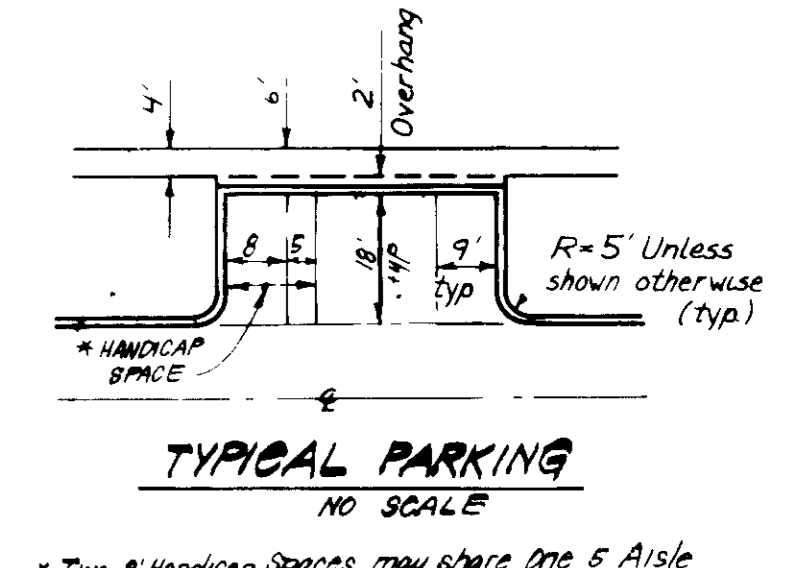 4'
6'
2'
Overhang
8
5
18'
typ
9'
typ
R=5' Unless
shown otherwise
(typ)
* HANDICAP
SPACE
℄
TYPICAL PARKING
NO SCALE
* Two 8' Handicap Spaces may share One 5 Aisle